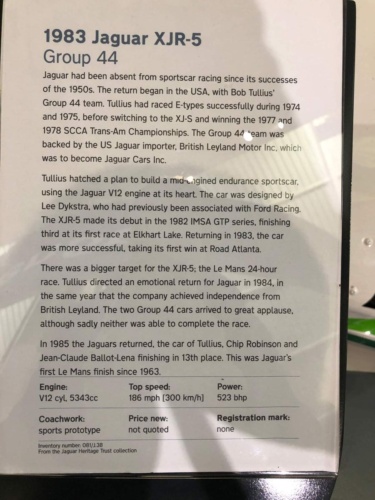 1983 Jaguar XJR-5
Group 44
Jaguar had been absent from sportscar racing since its successes
of the 1950s. The return began in the USA, with Bob Tullius'
Group 44 team. Tullius had raced E-types successfully during 1974
and 1975, before switching to the XJ-S and winning the 1977 and
1978 SCCA Trans-Am Championships. The Group 44 team was
backed by the US Jaguar importer, British Leyland Motor Inc, which
was to become Jaguar Cars Inc.
Tullius hatched a plan to build a mid-engined endurance sportscar,
using the Jaguar V12 engine at its heart. The car was designed by
Lee Dykstra, who had previously been associated with Ford Racing.
The XJR-5 made its debut in the 1982 IMSA GTP series, finishing
third at its first race at Elkhart Lake. Returning in 1983, the car
was more successful, taking its first win at Road Atlanta.
There was a bigger target for the XJR-5, the Le Mans 24-hour
race. Tullius directed an emotional return for Jaguar in 1984, in
the same year that the company achieved independence from
British Leyland. The two Group 44 cars arrived to great applause,
although sadly neither was able to complete the race.
In 1985 the Jaguars returned, the car of Tullius, Chip Robinson and
Jean-Claude Ballot-Lena finishing in 13th place. This was Jaguar's
first Le Mans finish since 1963.
Engine: Top speed: Power:
V12 cyl, 5343cc 186 mph (300 km/h) 523 bhp
Coachwork: Price new: Registration mark:
sports prototype not quoted none
Inventory number:
From the Jaguar Heritage Trust collection